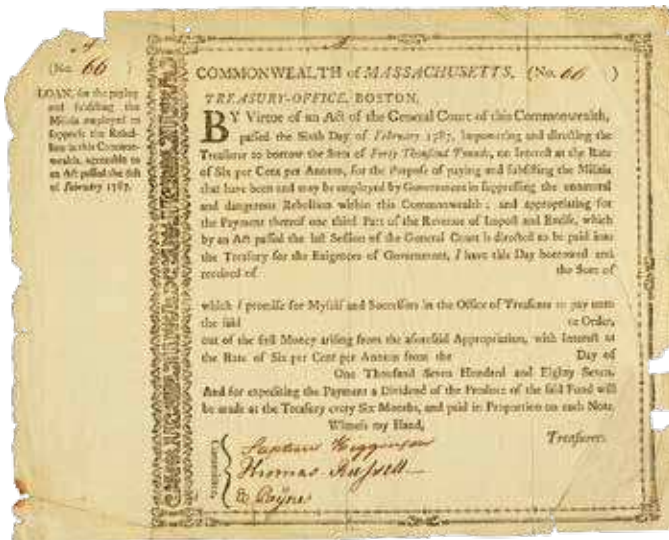 (No. 66 )
LOAN, for the paying
and subsisting the
Militia employed to
suppress the Rebel-
lion in this Common-
wealth, agreeable to
an Act passed the 6th
of February 1787.
COMMONWEALTH of MASSACHUSETTS, (No. 66 )
TREASURY-OFFICE, BOSTON,
BY Virtue of an Act of the General Court of this Commonwealth,
passed the Sixth Day of February 1787, impowering and directing the
Treasurer to borrow the Sum of Forty Thousand Pounds, on Interest at the Rate
of Six per Cent per Annum, for the Purpose of paying and subsisting the Militia
that have been and may be employed by Government in suppressing the unnatural
and dangerous Rebellion within this Commonwealth; and appropriating for
the Payment thereof one third Part of the Revenue of Impost and Excise, which
by an Act passed the last Session of the General Court is directed to be paid into
the Treasury for the Exigences of Government, I have this Day borrowed and
received of the Sum of
which I promise for Myself and Successors in the Office of Treasurer to pay unto
the said or Order,
out of the first Money arising from the aforesaid Appropriation, with Interest at
the Rate of Six per Cent per Annum from the Day of
One Thousand Seven Hundred and Eighty Seven.
And for expediting the Payment a Dividend of the Produce of the said Fund will
be made at the Treasury every Six Months, and paid in Proportion on each Note.
Witness my Hand,
Treasurer.
Higginson
Thomas Russell
Payne